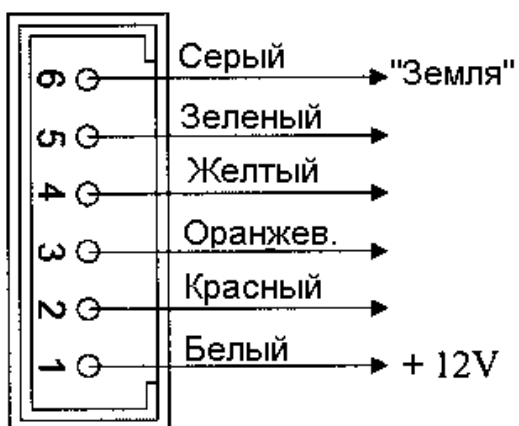 6 Серый "Земля"
5 Зеленый
4 Желтый
3 Оранжев.
2 Красный
1 Белый + 12V